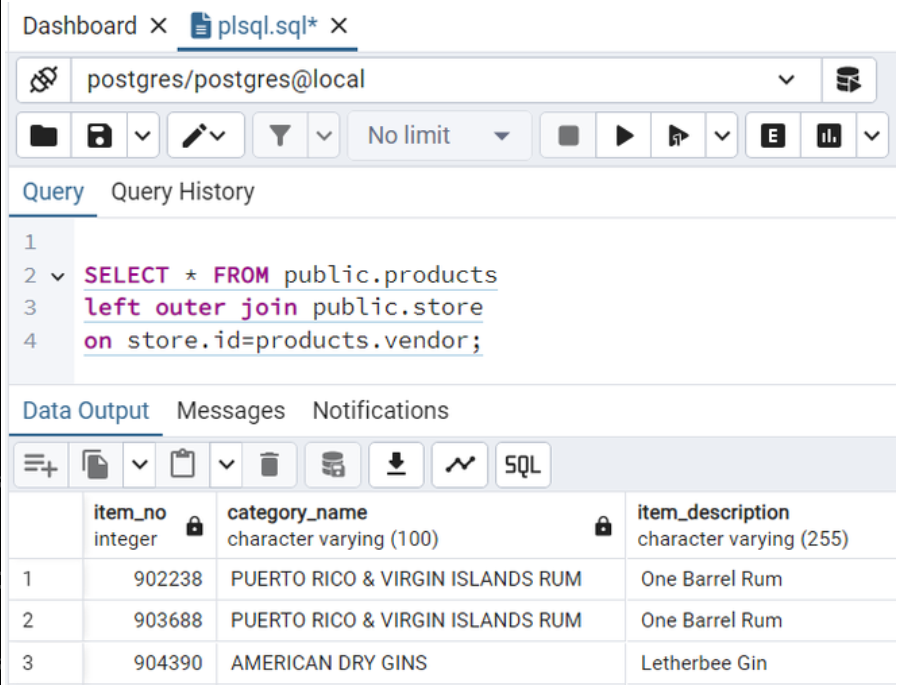 Dashboard × plsql.sql* ×
postgres/postgres@local
No limit E
Query Query History
1
2 SELECT * FROM public.products
3 left outer join public.store
4 on store.id=products.vendor;
Data Output Messages Notifications
SQL
item_no category_name item_description
integer character varying (100) character varying (255)
1 902238 PUERTO RICO & VIRGIN ISLANDS RUM One Barrel Rum
2 903688 PUERTO RICO & VIRGIN ISLANDS RUM One Barrel Rum
3 904390 AMERICAN DRY GINS Letherbee Gin